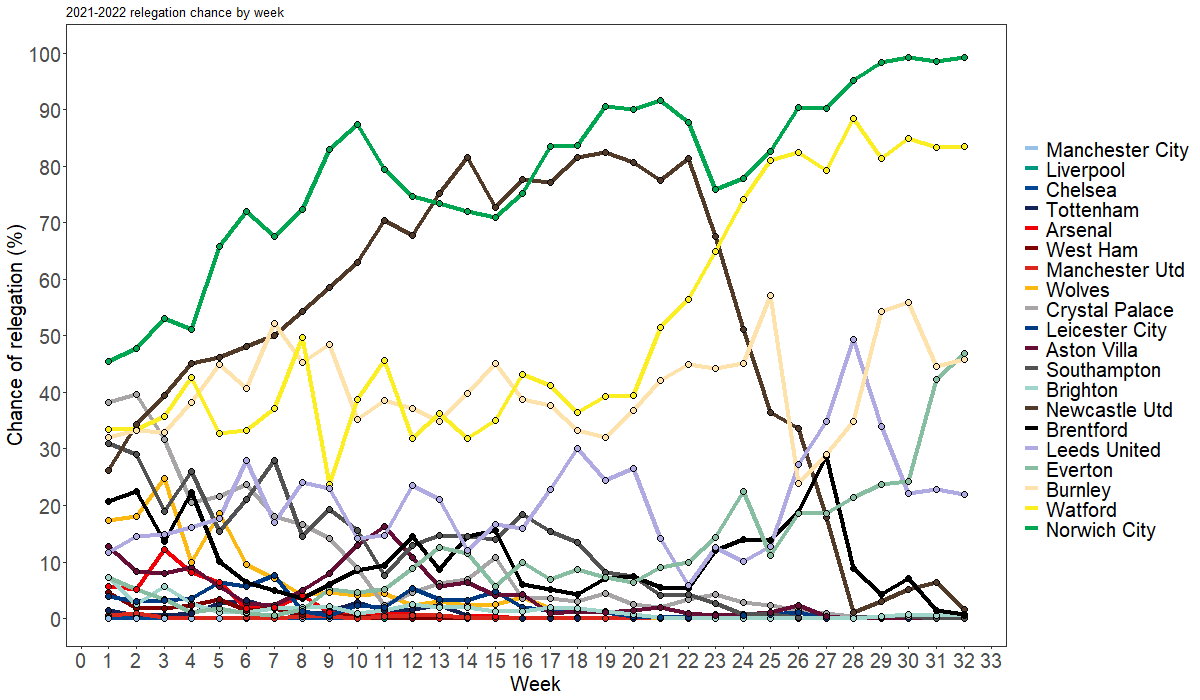 2021-2022 relegation chance by week
Chance of relegation (%)
100
90
80
70
60
50
40
30
20
10
0
0 1 2 3 4 5 6 7 8 9 10 11 12 13 14 15 16 17 18 19 20 21 22 23 24 25 26 27 28 29 30 31 32 33
Week
Manchester City
Liverpool
Chelsea
Tottenham
Arsenal
West Ham
Manchester Utd
Wolves
Crystal Palace
Leicester City
Aston Villa
Southampton
Brighton
Newcastle Utd
Brentford
Leeds United
Everton
Burnley
Watford
Norwich City